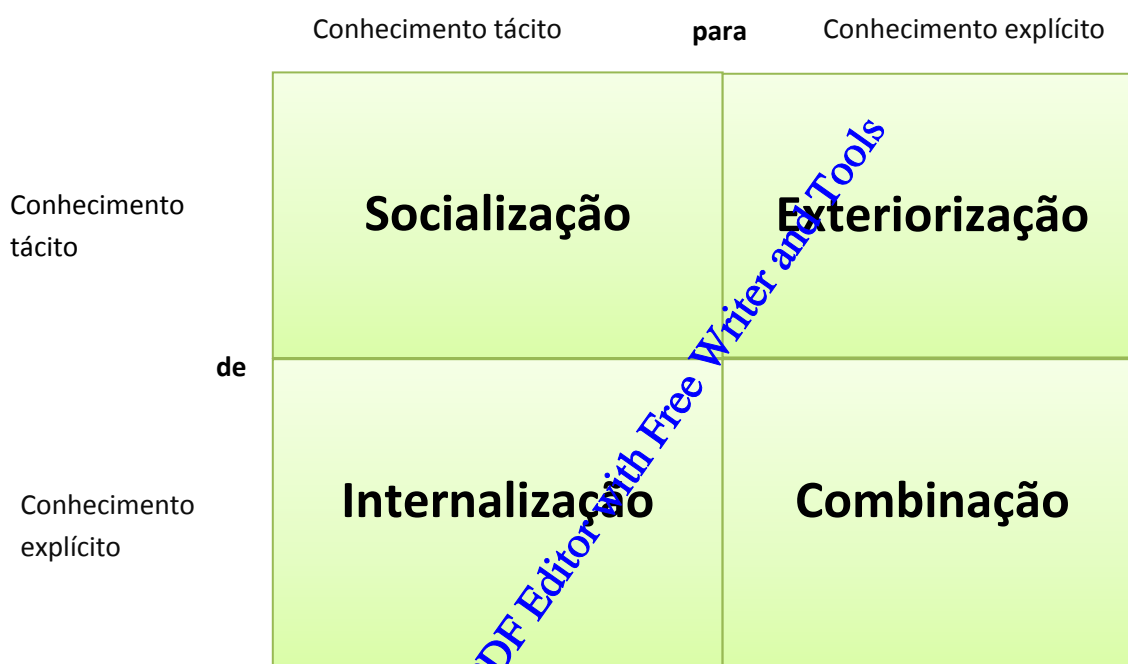 Conhecimento tácito para Conhecimento explícito
Conhecimento
tácito
Socialização Exteriorização
de
Conhecimento
explícito
Internalização Combinação
DF Editor with Free Writer and Tools